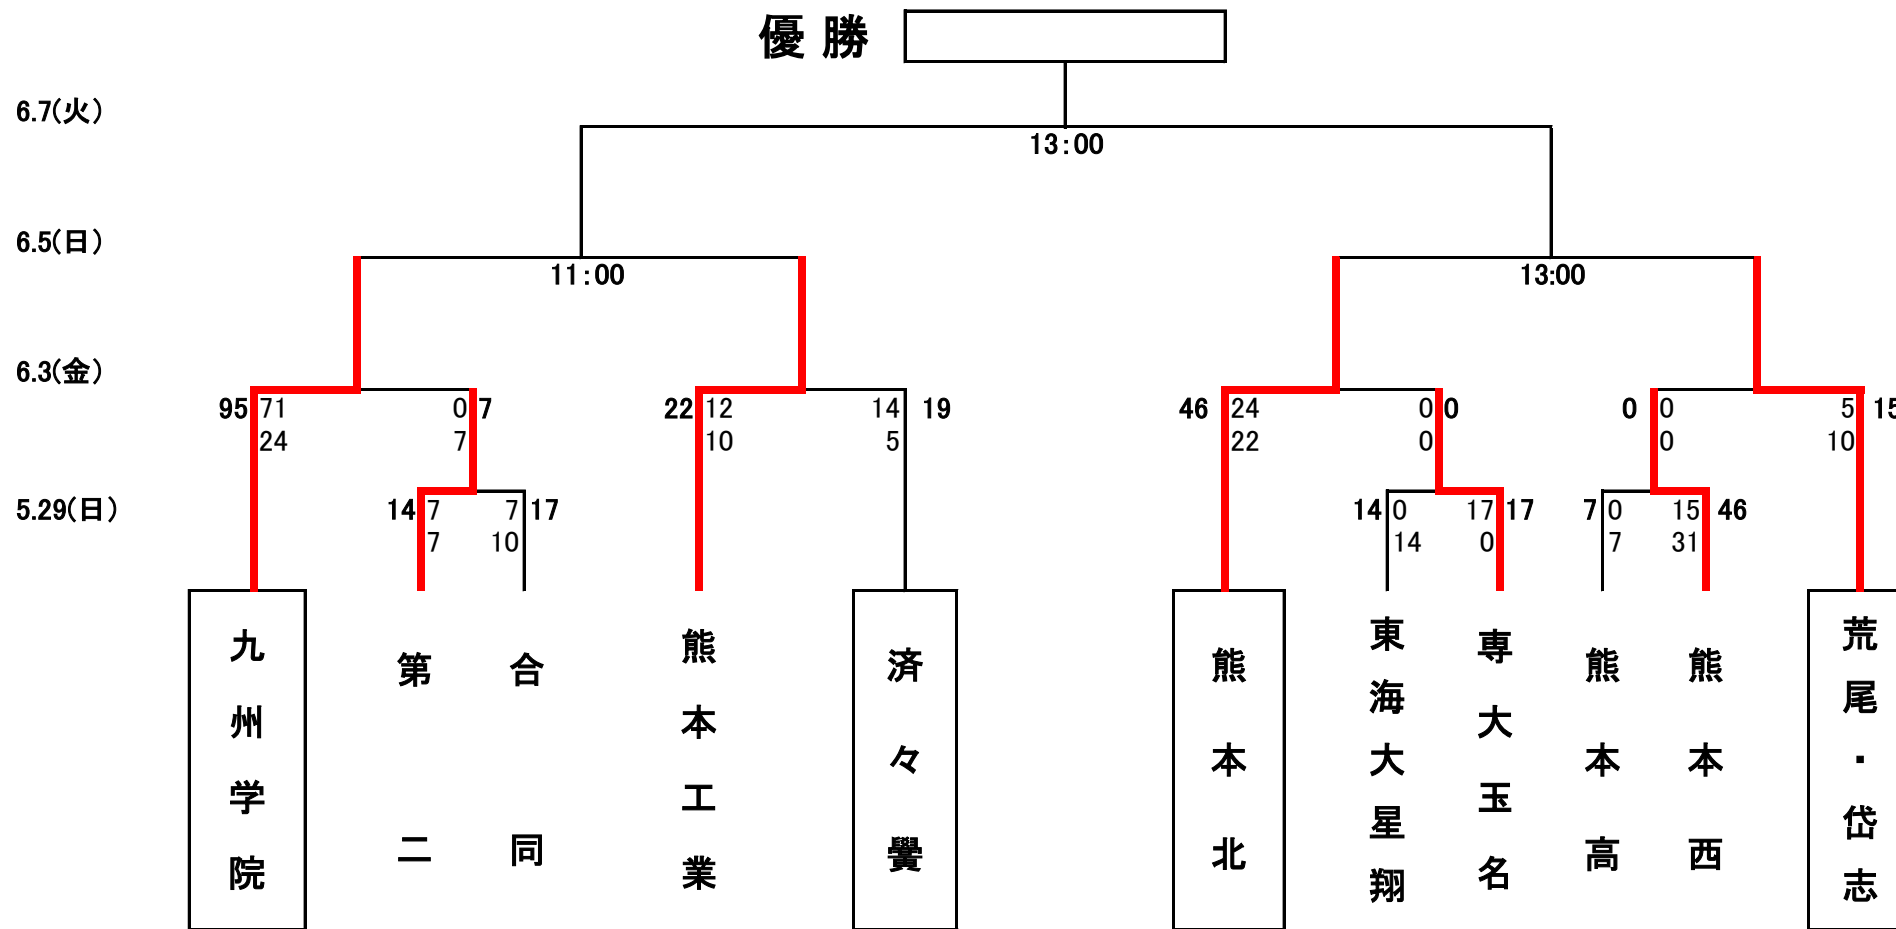 優勝
6.7(火)
13:00
6.5(日)
11:00
13:00
6.3(金)
95 71 0 7 22 12 14 19 46 24 0 0 0 0 5 15
24 7 10 5 22 0 0 10
5.29(日)
14 7 7 17 14 0 17 17 7 0 15 46
7 10 14 0 7 31
九州学院
第二
合同
熊本工業
済々黌
熊本北
東海大星翔
専大玉名
熊本高
熊本西
荒尾・岱志